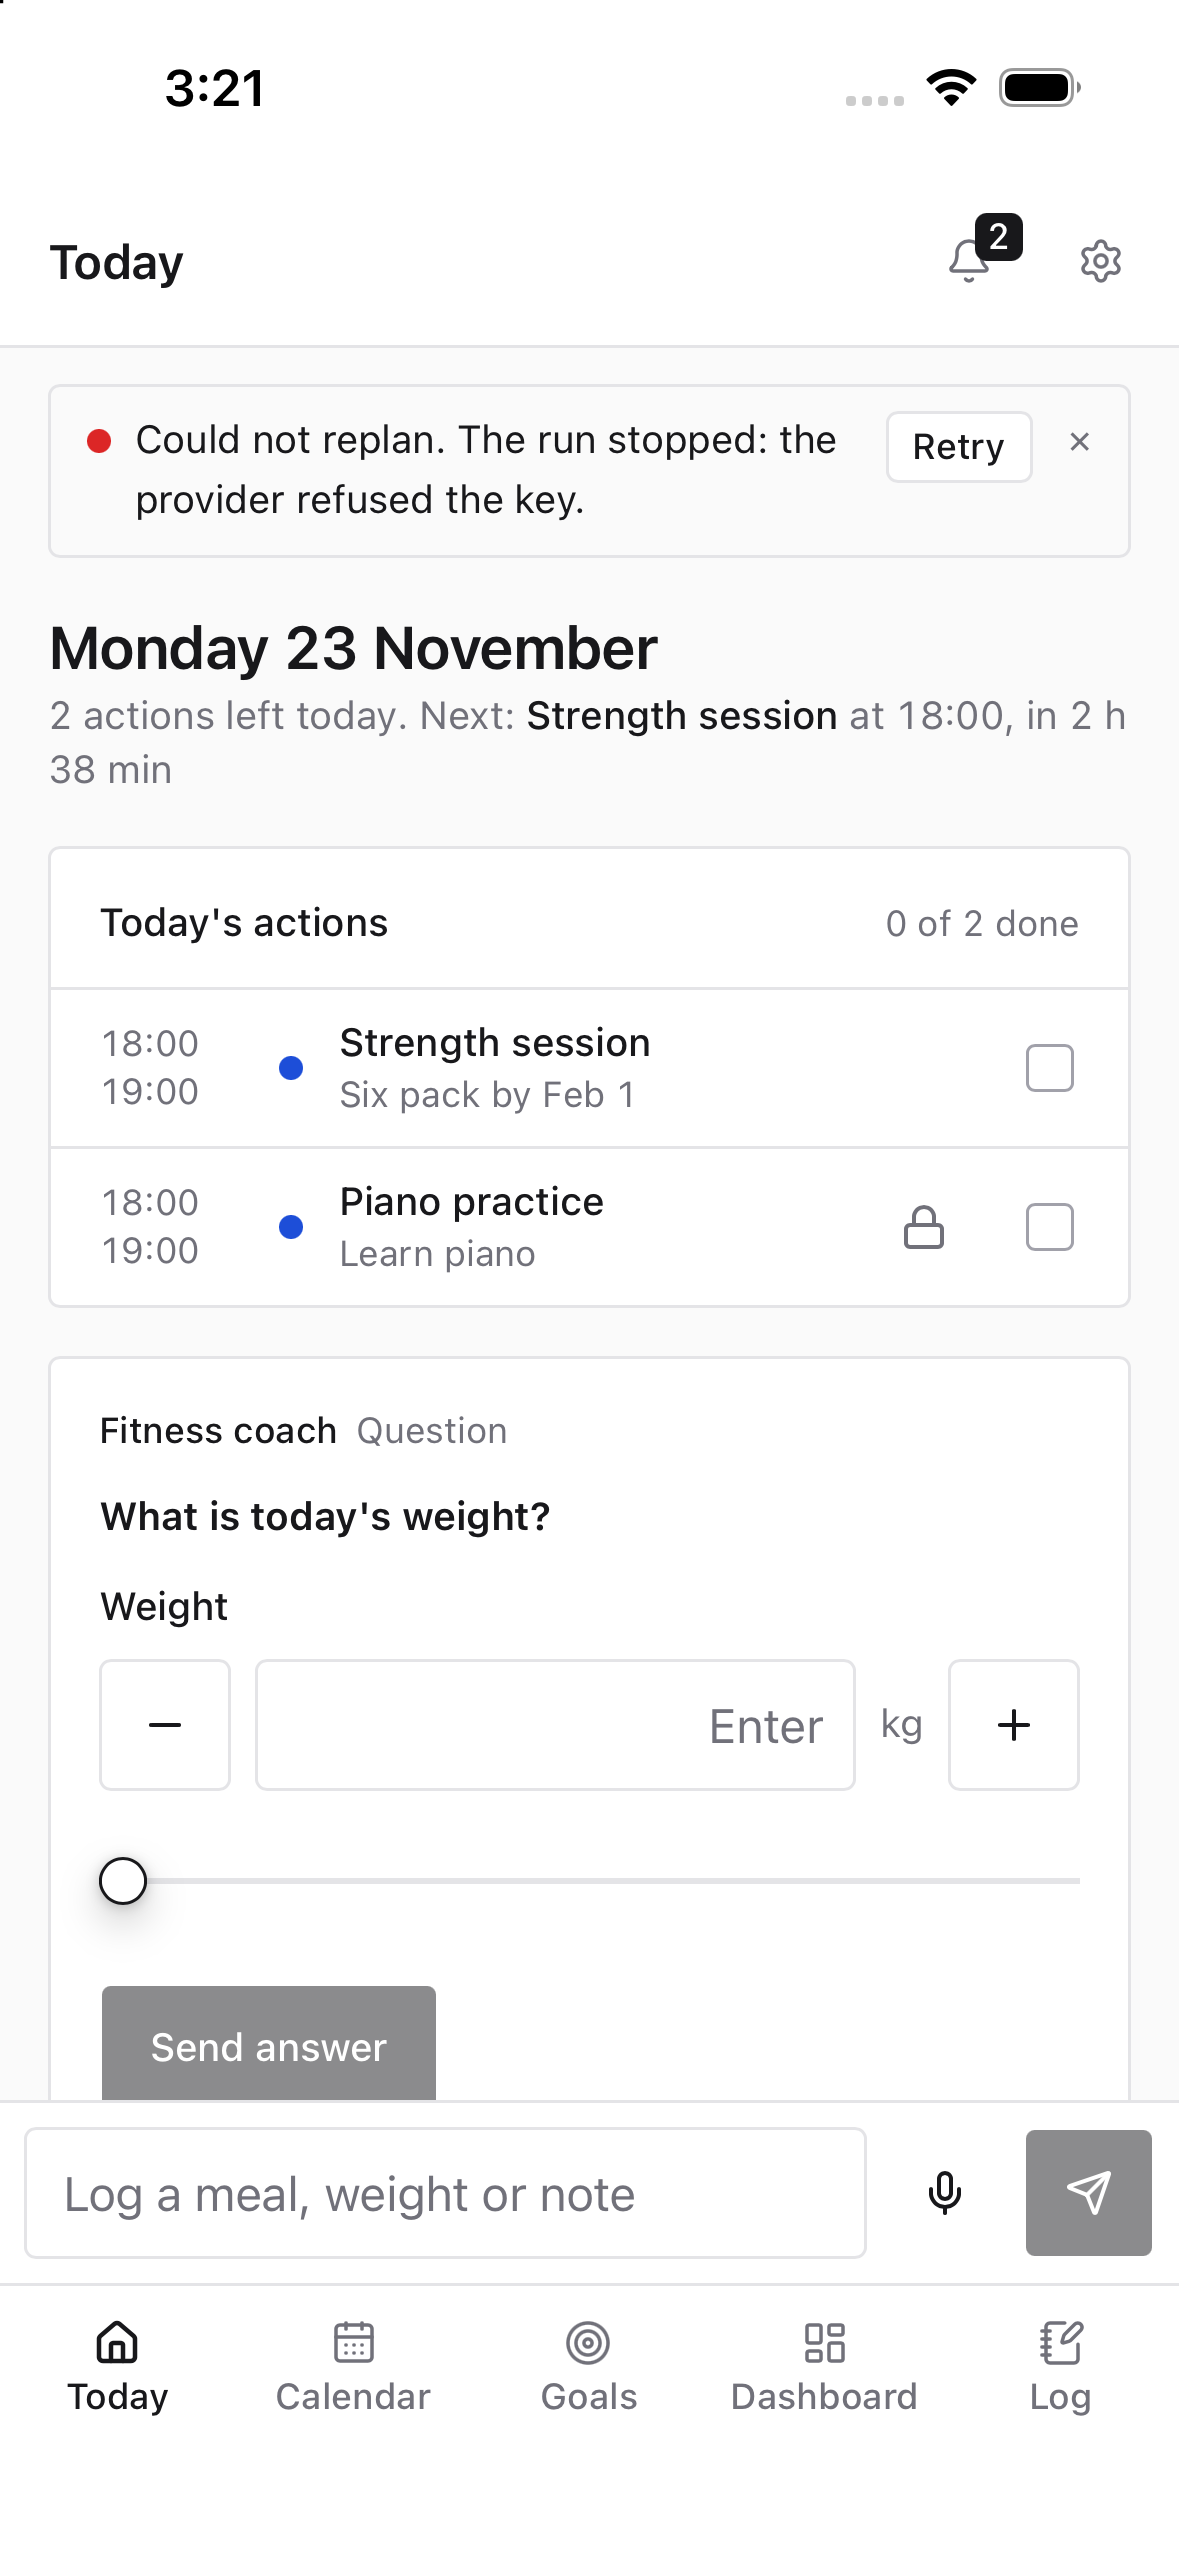 3:21
Today
2
Could not replan. The run stopped: the
provider refused the key.
Retry
Monday 23 November
2 actions left today. Next: Strength session at 18:00, in 2 h
38 min
Today's actions
0 of 2 done
18:00
19:00
Strength session
Six pack by Feb 1
18:00
19:00
Piano practice
Learn piano
Fitness coach Question
What is today's weight?
Weight
Enter
kg
Send answer
Log a meal, weight or note
Today
Calendar
Goals
Dashboard
Log